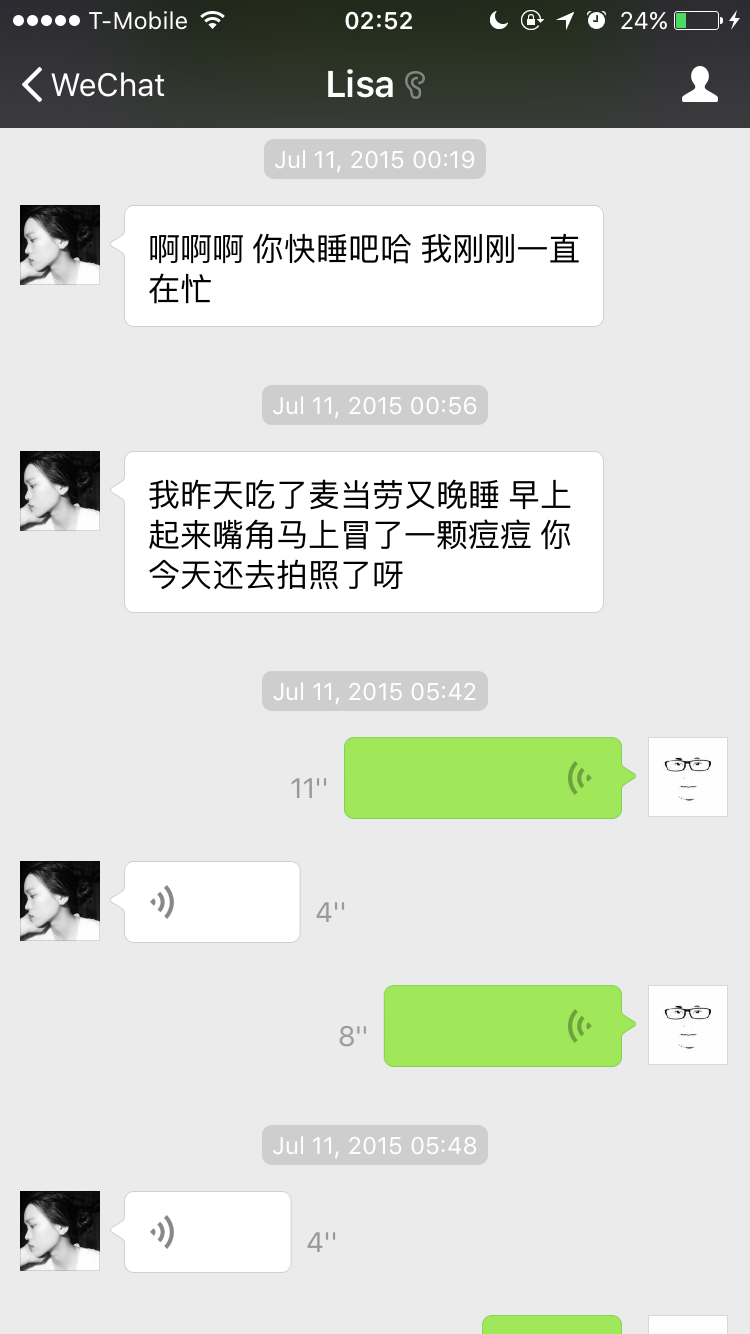 T-Mobile 02:52 24%
WeChat Lisa
Jul 11, 2015 00:19
啊啊啊 你快睡吧哈 我刚刚一直
在忙
Jul 11, 2015 00:56
我昨天吃了麦当劳又晚睡 早上
起来嘴角马上冒了一颗痘痘 你
今天还去拍照了呀
Jul 11, 2015 05:42
11''
4''
8''
Jul 11, 2015 05:48
4''